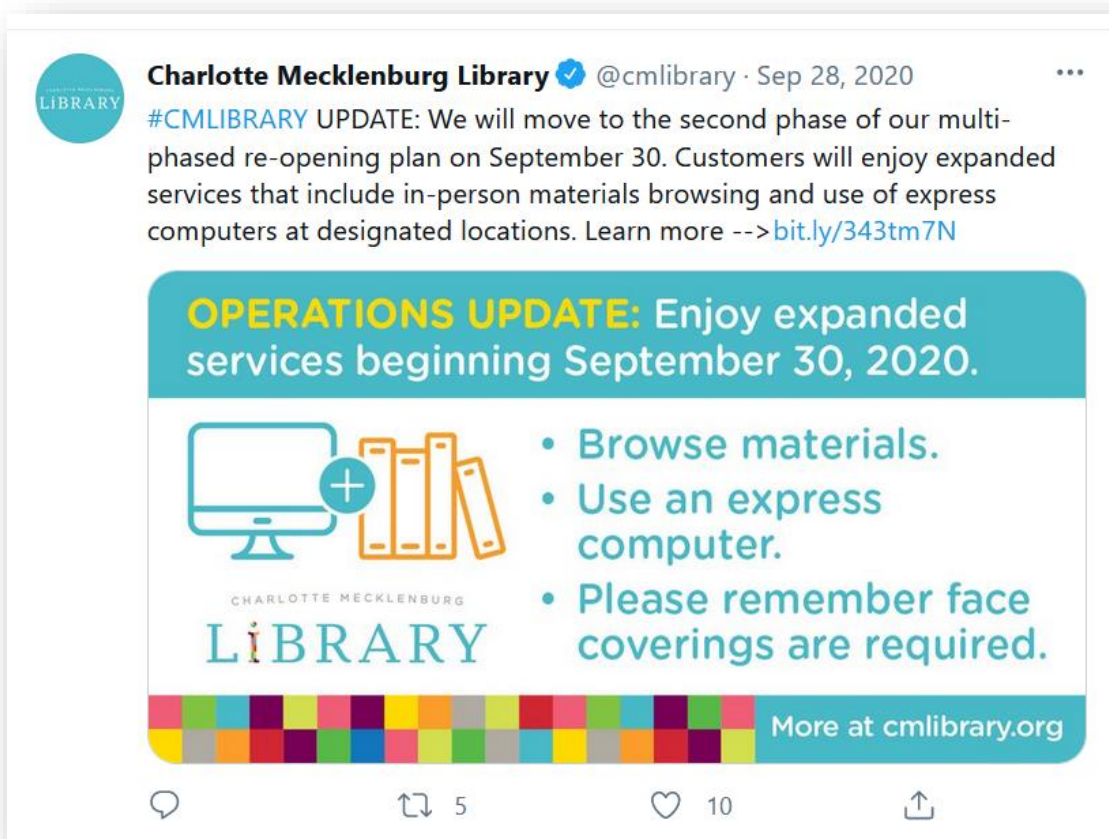 CHARLOTTE MECKLENBURG
LiBRARY
Charlotte Mecklenburg Library @cmlibrary · Sep 28, 2020
#CMLIBRARY UPDATE: We will move to the second phase of our multi-
phased re-opening plan on September 30. Customers will enjoy expanded
services that include in-person materials browsing and use of express
computers at designated locations. Learn more -->bit.ly/343tm7N
OPERATIONS UPDATE: Enjoy expanded
services beginning September 30, 2020.
• Browse materials.
• Use an express
computer.
• Please remember face
coverings are required.
CHARLOTTE MECKLENBURG
LiBRARY
More at cmlibrary.org
5
10